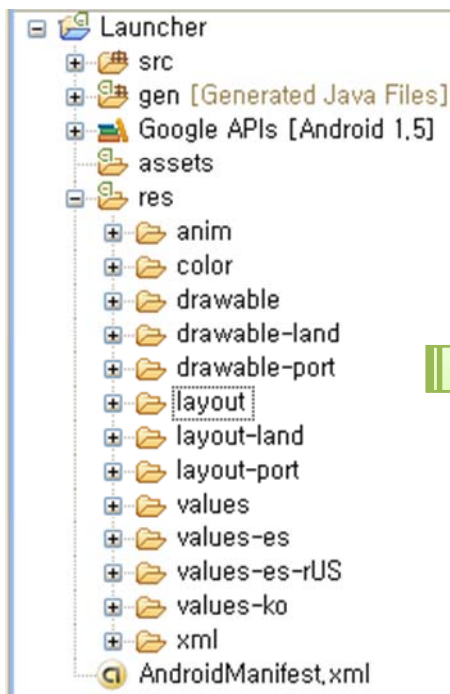 Launcher
src
gen [Generated Java Files]
Google APIs [Android 1,5]
assets
res
anim
color
drawable
drawable-land
drawable-port
layout
layout-land
layout-port
values
values-es
values-es-rUS
values-ko
xml
AndroidManifest,xml